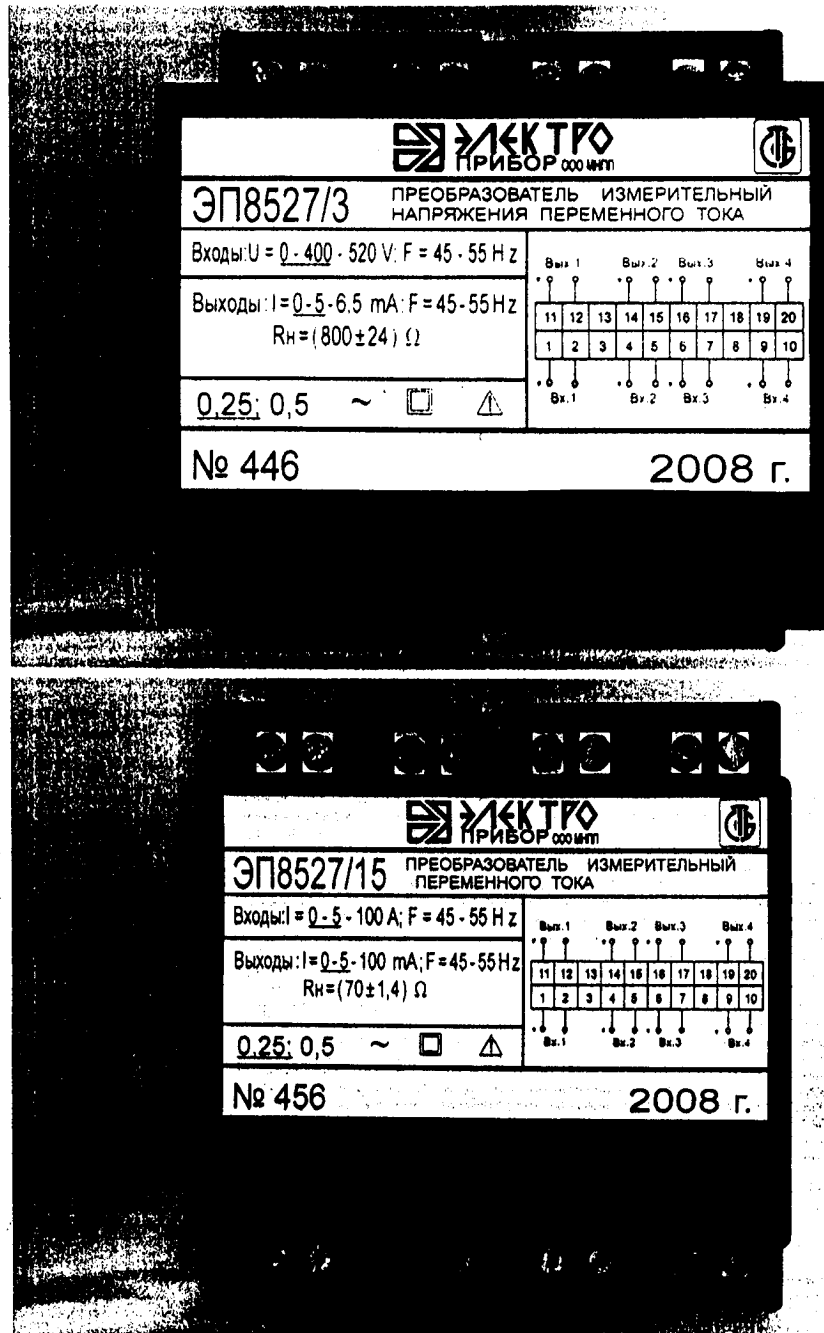 ЭЛЕКТРО
ПРИБОР ООО МНПП
ЭП8527/3
ПРЕОБРАЗОВАТЕЛЬ ИЗМЕРИТЕЛЬНЫЙ
НАПРЯЖЕНИЯ ПЕРЕМЕННОГО ТОКА
Входы:U = 0 - 400 - 520 V; F = 45 - 55 Hz
Выходы:I=0-5-6,5 mA; F=45-55Hz
Rн=(800±24) Ω
0,25; 0,5 ~
Вых.1 Вых.2 Вых.3 Вых.4
11 12 13 14 15 16 17 18 19 20
1 2 3 4 5 6 7 8 9 10
Вх.1 Вх.2 Вх.3 Вх.4
№ 446 2008 г.
ЭЛЕКТРО
ПРИБОР ООО МНПП
ЭП8527/15
ПРЕОБРАЗОВАТЕЛЬ ИЗМЕРИТЕЛЬНЫЙ
ПЕРЕМЕННОГО ТОКА
Входы:I = 0 - 5 - 100 A; F = 45 - 55 Hz
Выходы:I=0-5-100 mA; F=45-55Hz
Rн=(70±1,4) Ω
0,25; 0,5 ~
Вых.1 Вых.2 Вых.3 Вых.4
11 12 13 14 15 16 17 18 19 20
1 2 3 4 5 6 7 8 9 10
Вх.1 Вх.2 Вх.3 Вх.4
№ 456 2008 г.